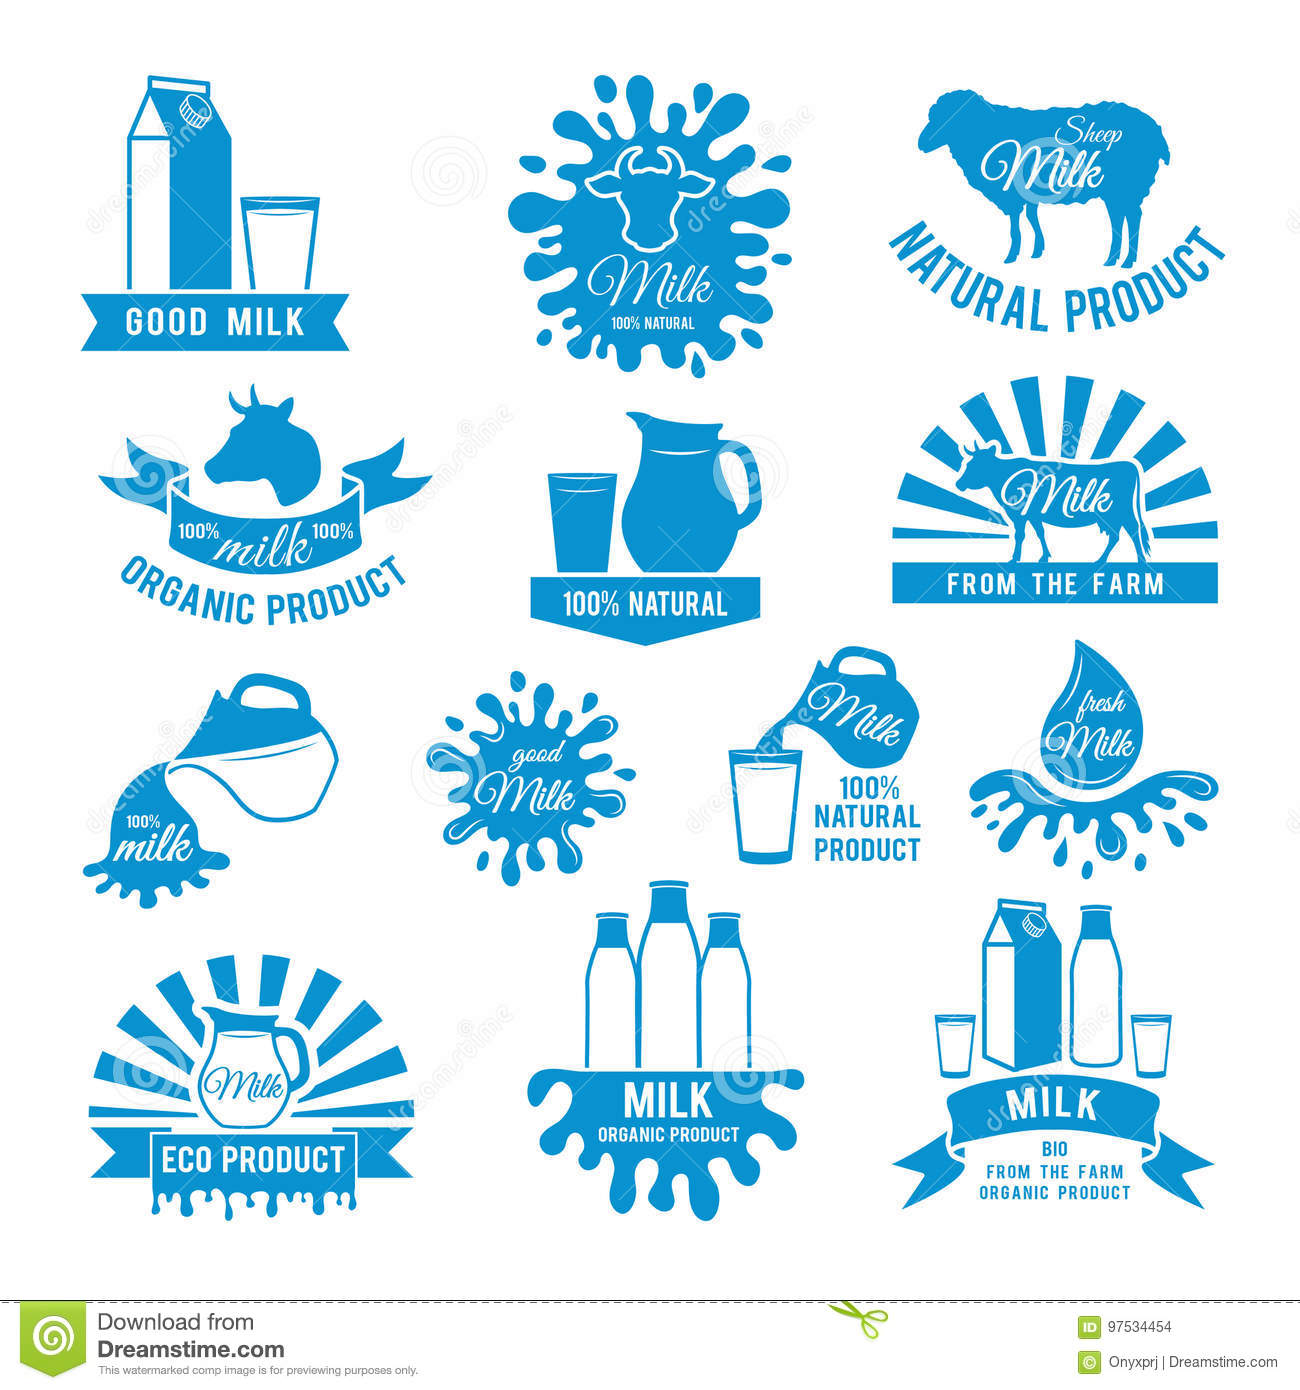 GOOD MILK
Milk
100% NATURAL
Sheep
Milk
NATURAL PRODUCT
100% milk 100%
ORGANIC PRODUCT
100% NATURAL
Milk
FROM THE FARM
100%
milk
good
Milk
Milk
100%
NATURAL
PRODUCT
fresh
Milk
Milk
ECO PRODUCT
MILK
ORGANIC PRODUCT
MILK
BIO
FROM THE FARM
ORGANIC PRODUCT
Download from
Dreamstime.com
This watermarked comp image is for previewing purposes only.
ID 97534454
© Onyxprj | Dreamstime.com